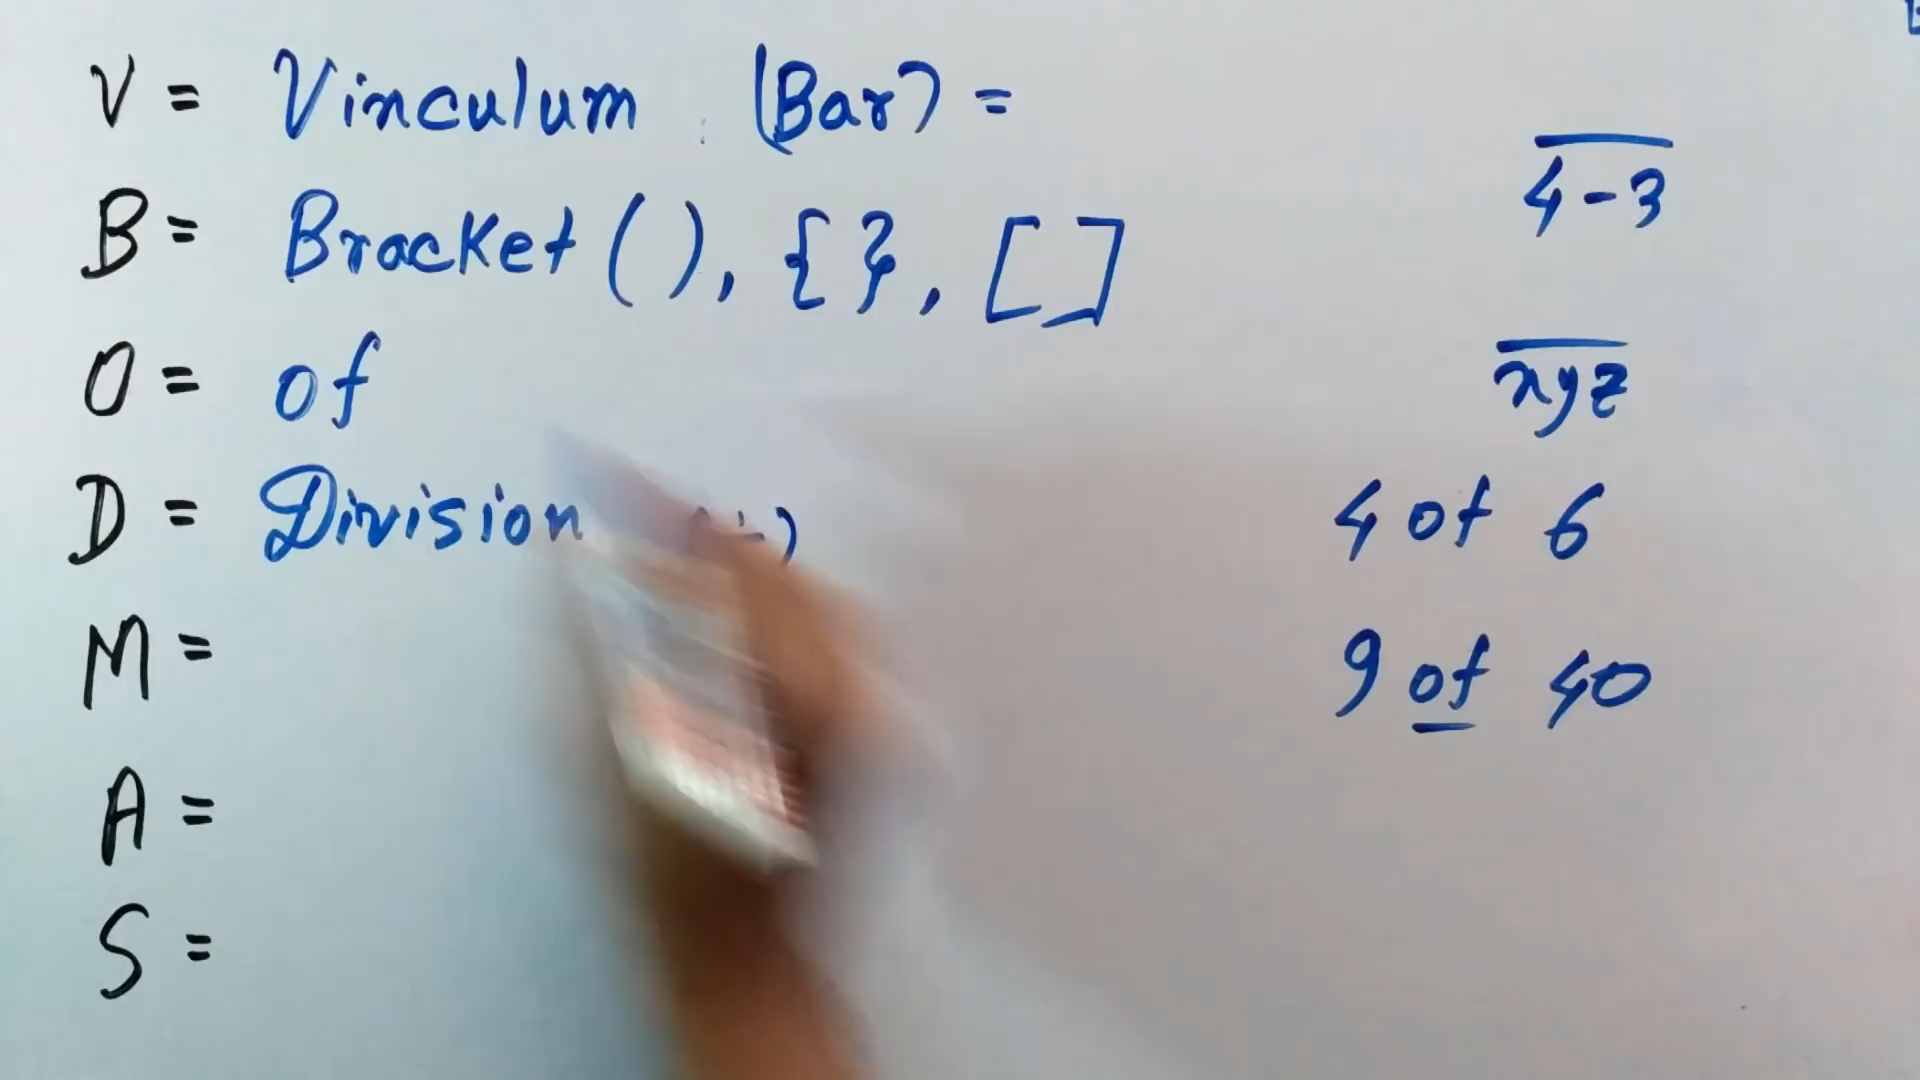 V = Vinculum (Bar) =
B = Bracket ( ), { }, [ ]
O = of
D = Division
M =
A =
S =
4-3
xyz
4 of 6
9 of 40